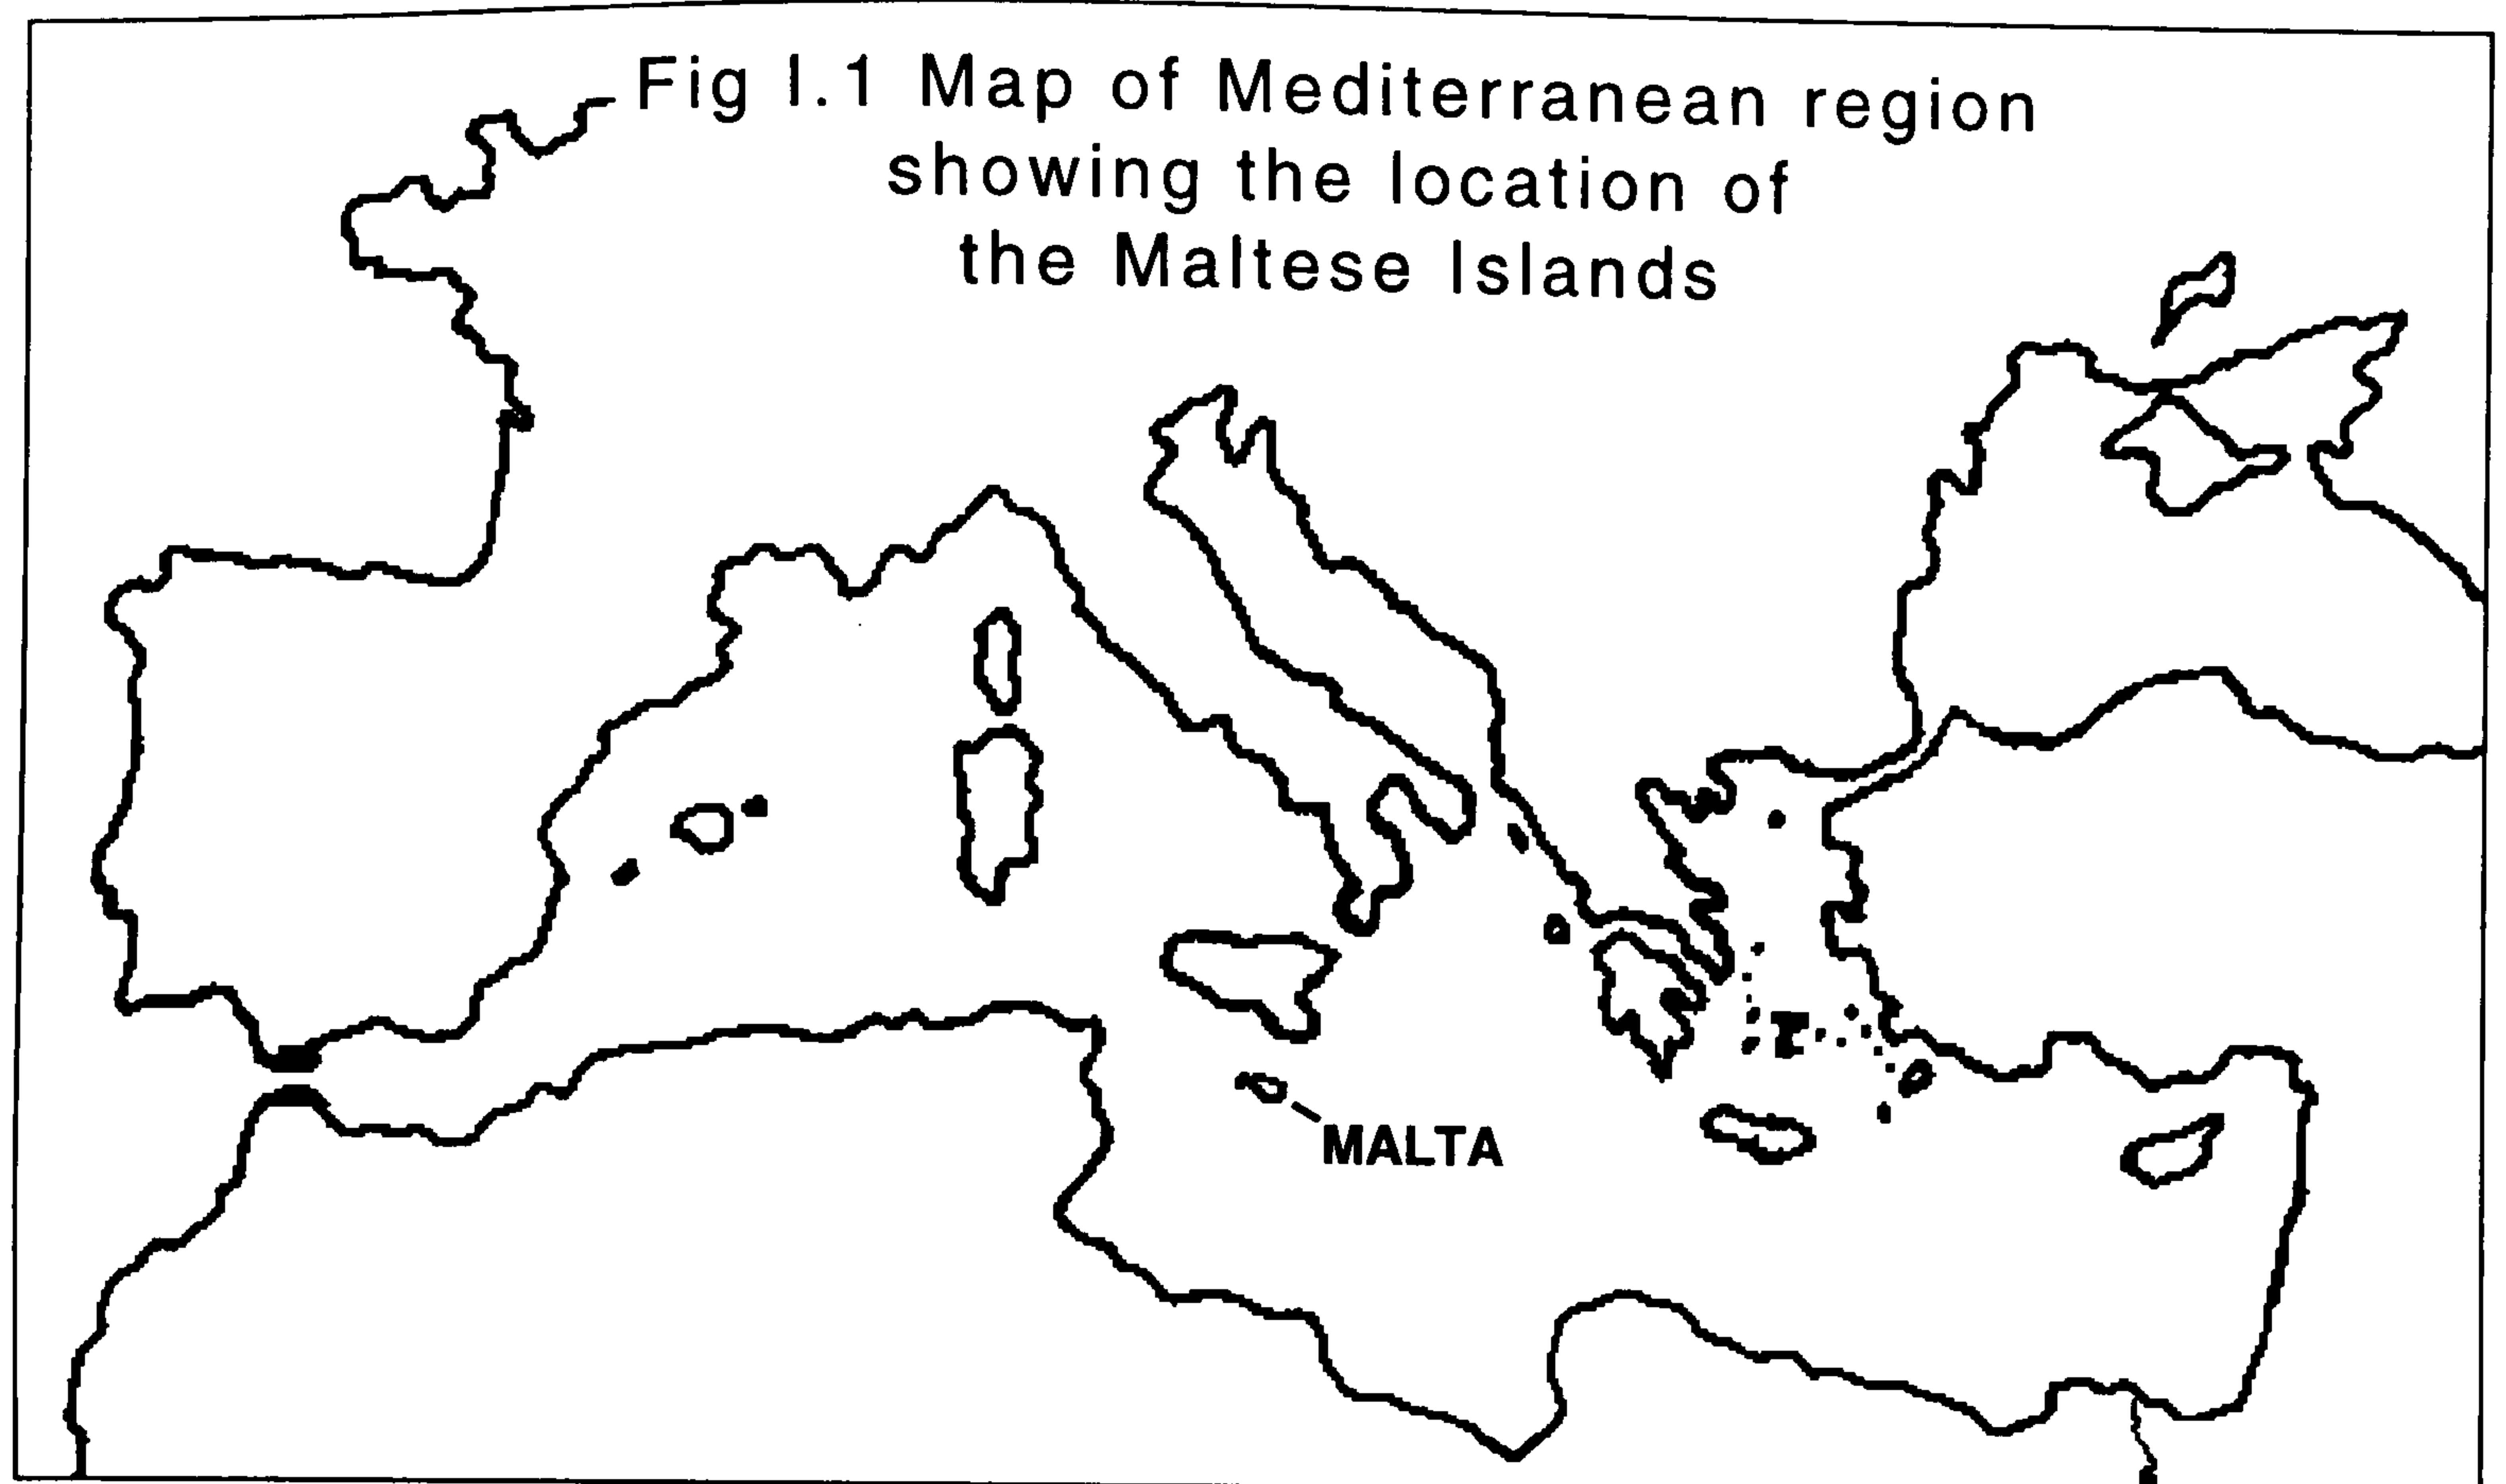 Fig I.1 Map of Mediterranean region
showing the location of
the Maltese Islands
MALTA